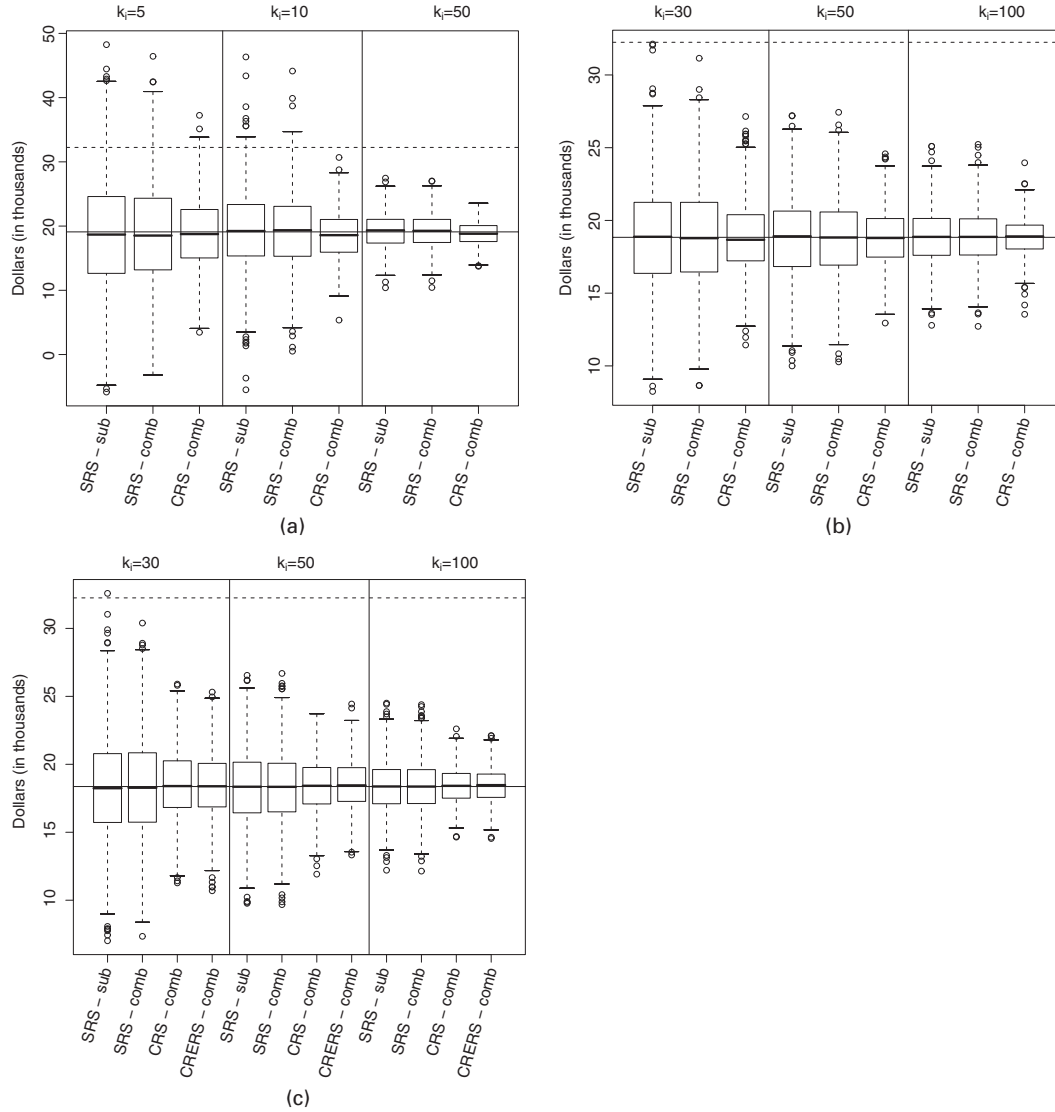 kᵢ=5 kᵢ=10 kᵢ=50
Dollars (in thousands)
50
40
30
20
10
0
SRS – sub
SRS – comb
CRS – comb
SRS – sub
SRS – comb
CRS – comb
SRS – sub
SRS – comb
CRS – comb
(a)
kᵢ=30 kᵢ=50 kᵢ=100
Dollars (in thousands)
30
25
20
15
10
SRS – sub
SRS – comb
CRS – comb
SRS – sub
SRS – comb
CRS – comb
SRS – sub
SRS – comb
CRS – comb
(b)
kᵢ=30 kᵢ=50 kᵢ=100
Dollars (in thousands)
30
25
20
15
10
SRS – sub
SRS – comb
CRS – comb
CRERS – comb
SRS – sub
SRS – comb
CRS – comb
CRERS – comb
SRS – sub
SRS – comb
CRS – comb
CRERS – comb
(c)